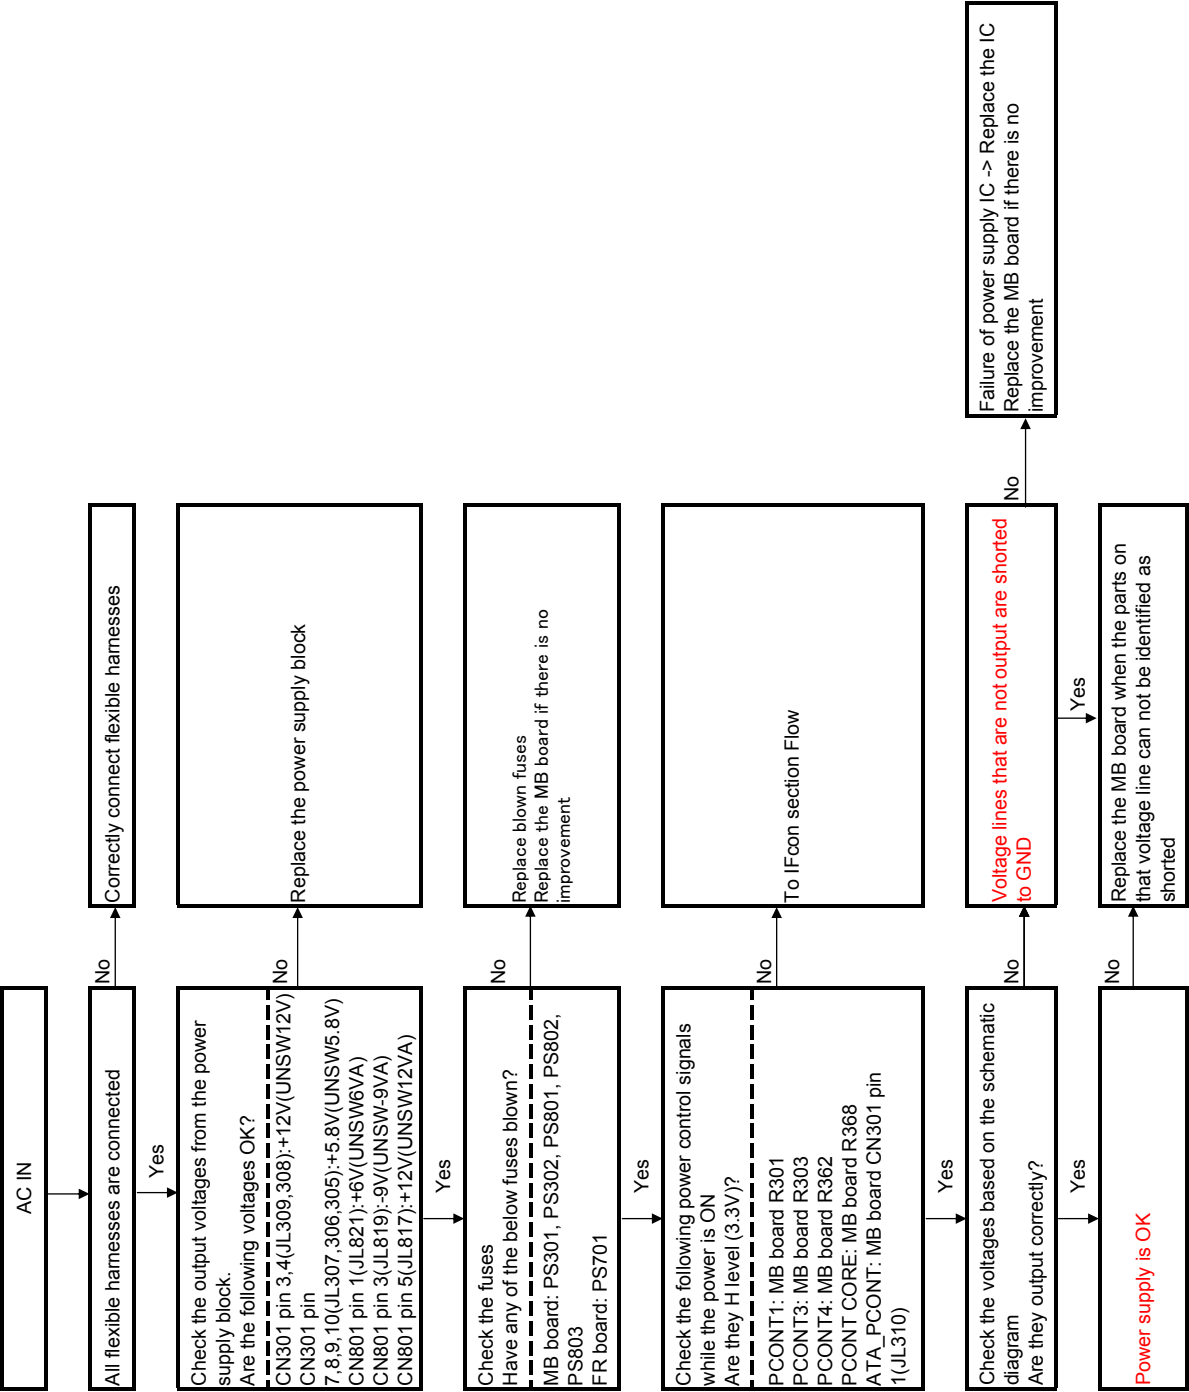 AC IN
All flexible harnesses are connected
No
Correctly connect flexible harnesses
Yes
Check the output voltages from the power
supply block.
Are the following voltages OK?
CN301 pin 3,4(JL309,308):+12V(UNSW12V)
CN301 pin
7,8,9,10(JL307,306,305):+5.8V(UNSW5.8V)
CN801 pin 1(JL821):+6V(UNSW6VA)
CN801 pin 3(JL819):-9V(UNSW-9VA)
CN801 pin 5(JL817):+12V(UNSW12VA)
No
Replace the power supply block
Yes
Check the fuses
Have any of the below fuses blown?
MB board: PS301, PS302, PS801, PS802,
PS803
FR board: PS701
No
Replace blown fuses
Replace the MB board if there is no
improvement
Yes
Check the following power control signals
while the power is ON
Are they H level (3.3V)?
PCONT1: MB board R301
PCONT3: MB board R303
PCONT4: MB board R362
PCONT CORE: MB board R368
ATA_PCONT: MB board CN301 pin
1(JL310)
No
To IFcon section Flow
Yes
Check the voltages based on the schematic
diagram
Are they output correctly?
No
Voltage lines that are not output are shorted
to GND
No
Failure of power supply IC -> Replace the IC
Replace the MB board if there is no
improvement
Yes
Yes
Power supply is OK
No
Replace the MB board when the parts on
that voltage line can not be identified as
shorted